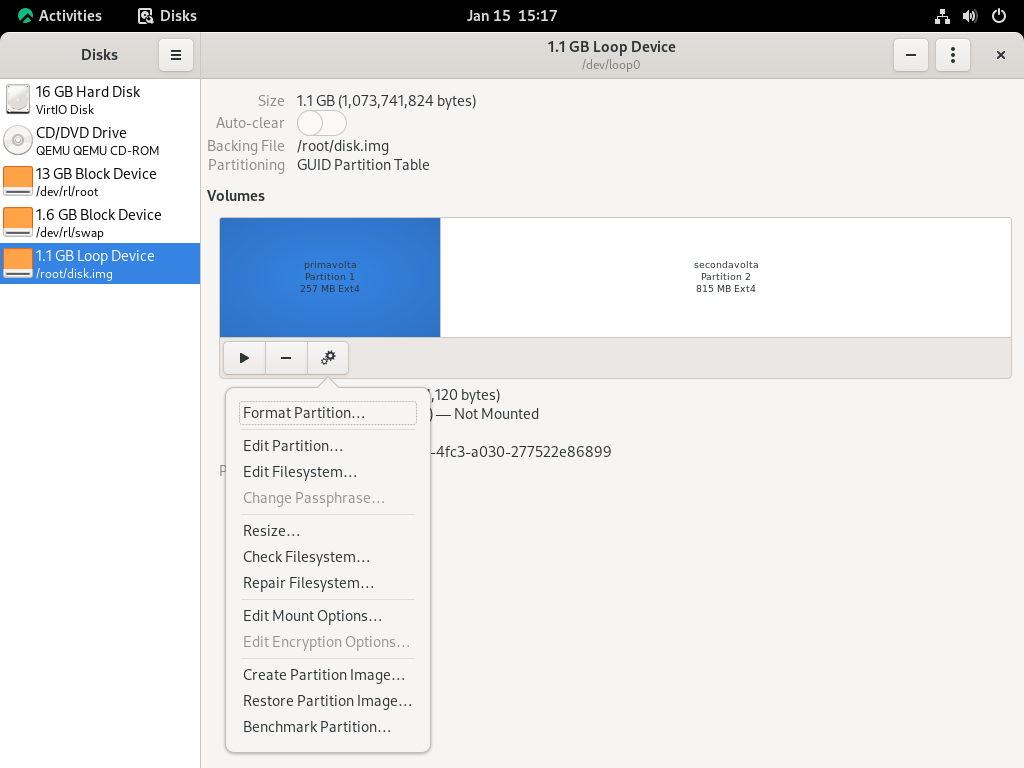 Activities
Disks
Jan 15 15:17
Disks
1.1 GB Loop Device
/dev/loop0
16 GB Hard Disk
VirtIO Disk
CD/DVD Drive
QEMU QEMU CD-ROM
13 GB Block Device
/dev/rl/root
1.6 GB Block Device
/dev/rl/swap
1.1 GB Loop Device
/root/disk.img
Size 1.1 GB (1,073,741,824 bytes)
Auto-clear
Backing File /root/disk.img
Partitioning GUID Partition Table
Volumes
primavolta
Partition 1
257 MB Ext4
secondavolta
Partition 2
815 MB Ext4
,120 bytes)
) — Not Mounted
-4fc3-a030-277522e86899
Format Partition…
Edit Partition…
Edit Filesystem…
Change Passphrase…
Resize…
Check Filesystem…
Repair Filesystem…
Edit Mount Options…
Edit Encryption Options…
Create Partition Image…
Restore Partition Image…
Benchmark Partition…